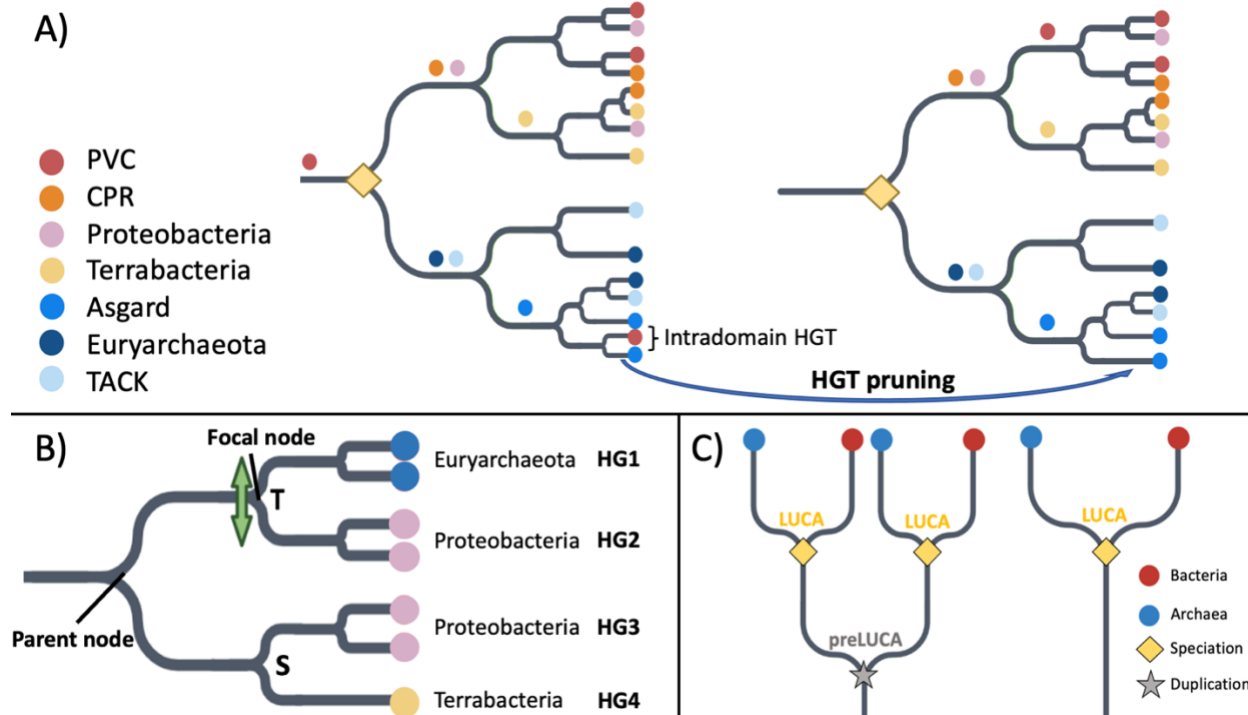 A)
PVC
CPR
Proteobacteria
Terrabacteria
Asgard
Euryarchaeota
TACK
Intradomain HGT
HGT pruning
B)
Focal node
T
Euryarchaeota HG1
Proteobacteria HG2
Parent node
Proteobacteria HG3
S
Terrabacteria HG4
C)
LUCA
LUCA
LUCA
preLUCA
Bacteria
Archaea
Speciation
Duplication